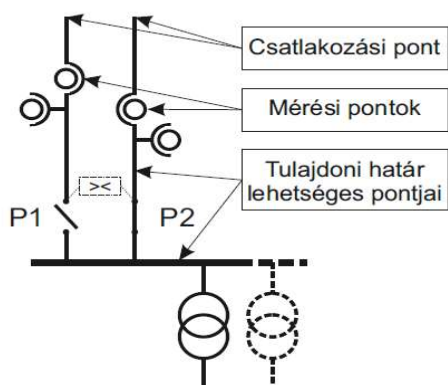 Csatlakozási pont
Mérési pontok
Tulajdoni határ
lehetséges pontjai
P1
><
P2